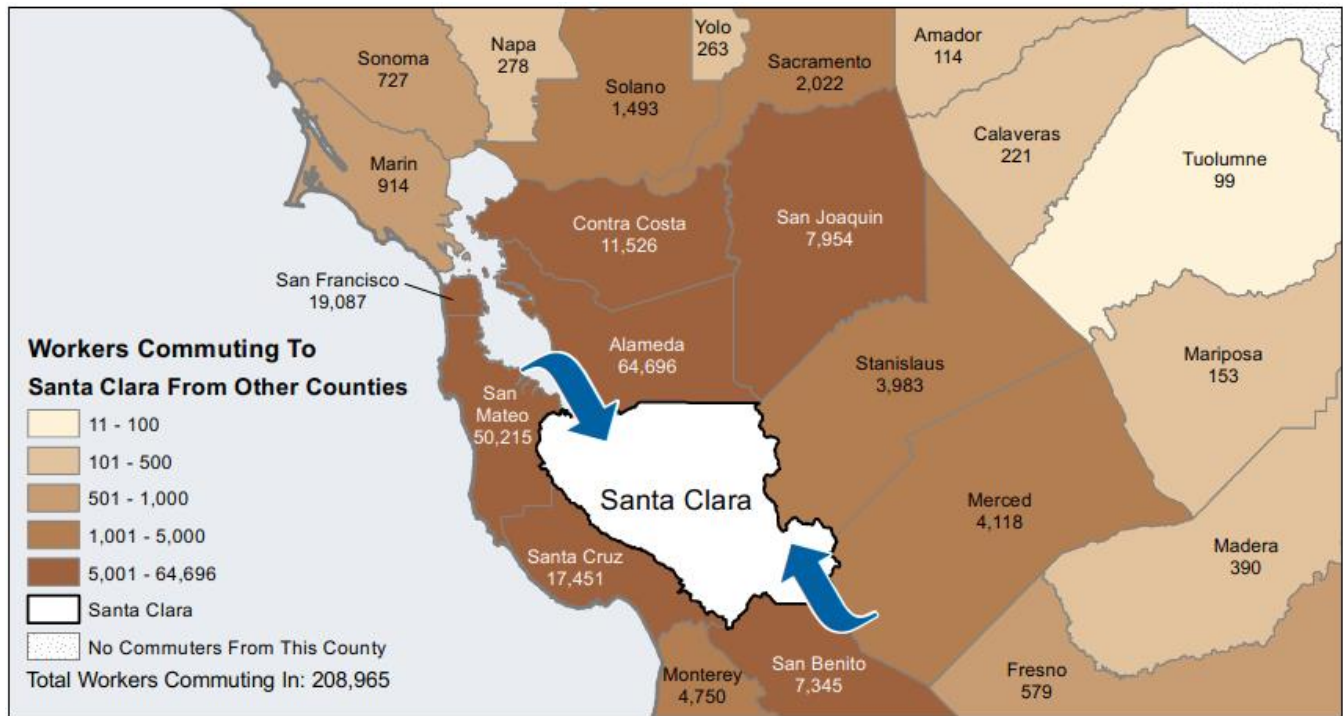 Sonoma
727
Napa
278
Yolo
263
Solano
1,493
Sacramento
2,022
Amador
114
Calaveras
221
Tuolumne
99
Marin
914
Contra Costa
11,526
San Joaquin
7,954
San Francisco
19,087
Alameda
64,696
Stanislaus
3,983
Mariposa
153
San
Mateo
50,215
Santa Clara
Merced
4,118
Madera
390
Santa Cruz
17,451
Monterey
4,750
San Benito
7,345
Fresno
579
Workers Commuting To
Santa Clara From Other Counties
11 - 100
101 - 500
501 - 1,000
1,001 - 5,000
5,001 - 64,696
Santa Clara
No Commuters From This County
Total Workers Commuting In: 208,965